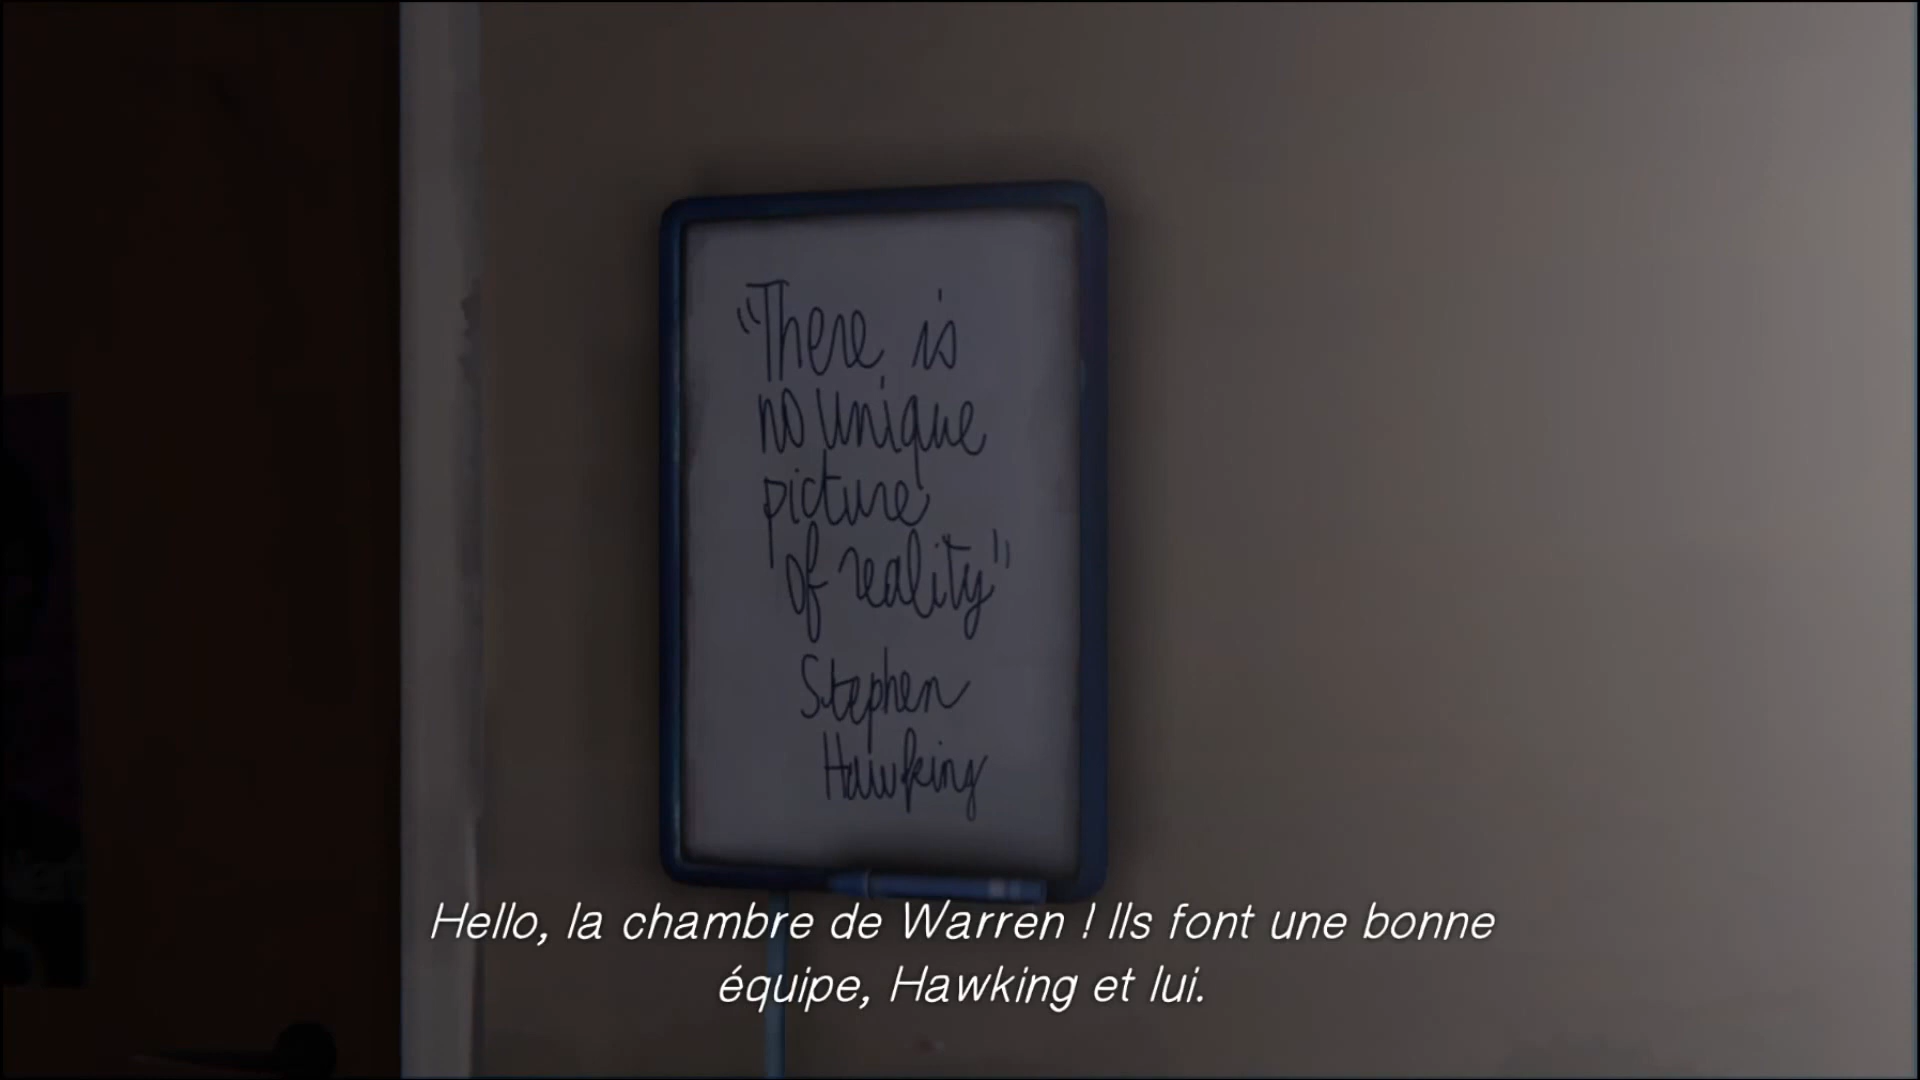 "There is
no unique
picture
of reality"
Stephen
Hawking
Hello, la chambre de Warren ! Ils font une bonne
équipe, Hawking et lui.